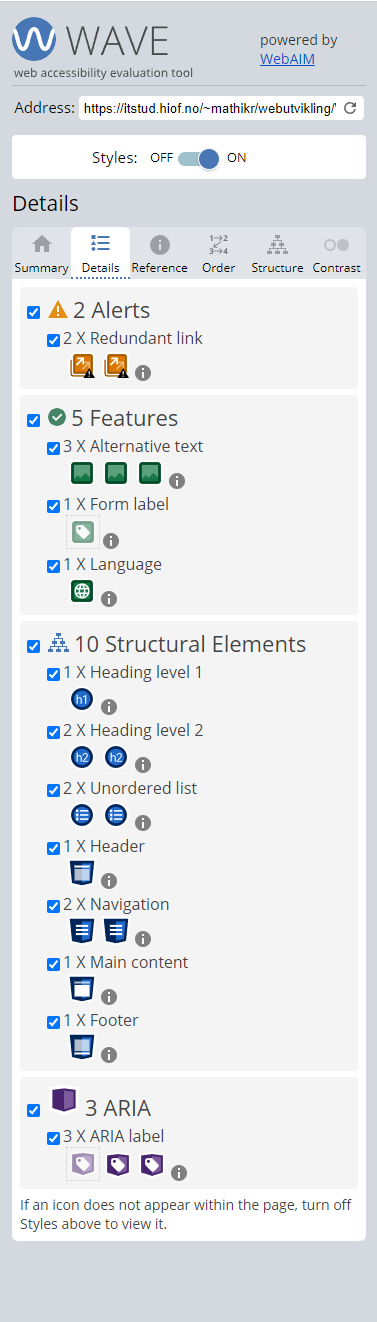 WAVE
web accessibility evaluation tool
powered by
WebAIM
Address: https://itstud.hiof.no/~mathikr/webutvikling/
Styles: OFF ON
Details
Summary Details Reference Order Structure Contrast
2 Alerts
2 X Redundant link
5 Features
3 X Alternative text
1 X Form label
1 X Language
10 Structural Elements
1 X Heading level 1
h1
2 X Heading level 2
h2 h2
2 X Unordered list
1 X Header
2 X Navigation
1 X Main content
1 X Footer
3 ARIA
3 X ARIA label
If an icon does not appear within the page, turn off
Styles above to view it.